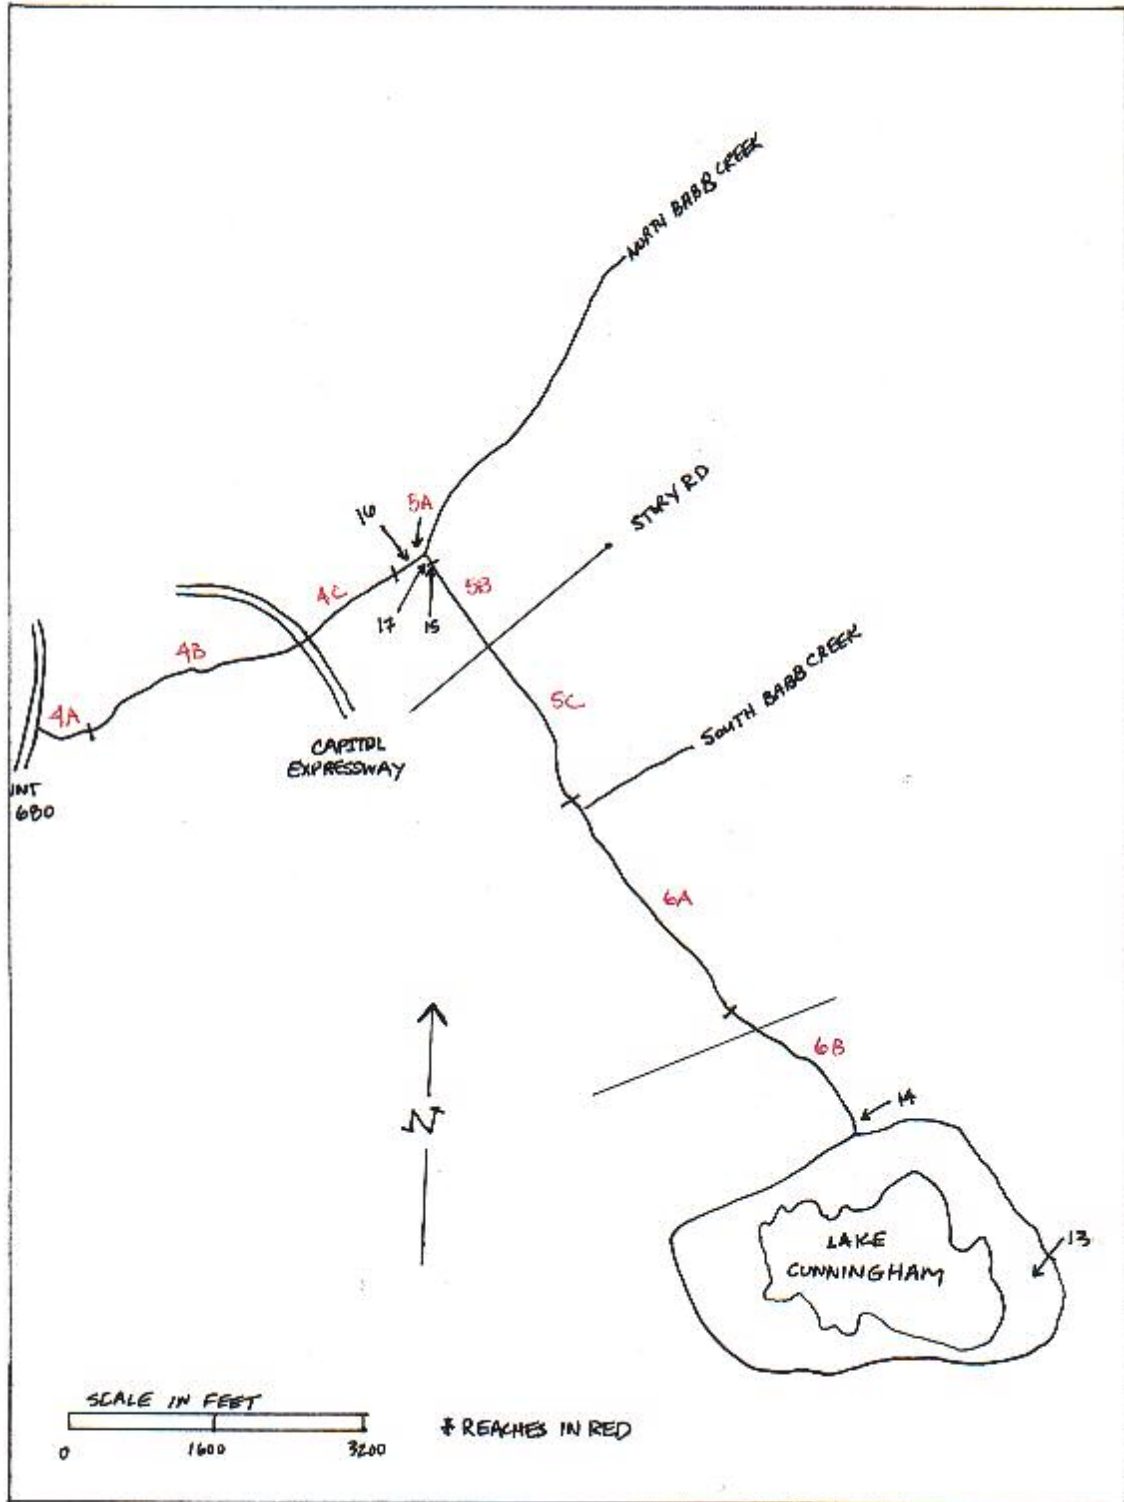 NORTH BABB CREEK
STORY RD
16
5A
4C
17
15
5B
4B
4A
5C
SOUTH BABB CREEK
CAPITOL
EXPRESSWAY
INT
680
6A
N
6B
14
13
LAKE
CUNNINGHAM
SCALE IN FEET
0 1600 3200
* REACHES IN RED